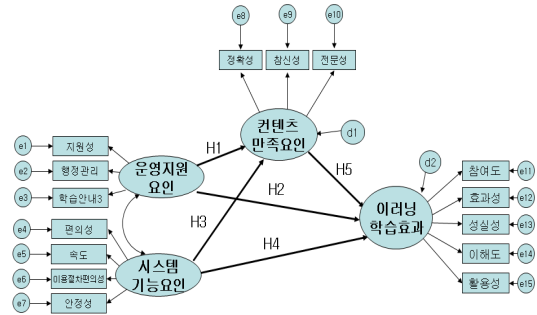 e8
e9
e10
정확성
참신성
전문성
컨텐츠
만족요인
d1
H1
e1
지원성
e2
행정관리
e3
학습안내3
운영지원
요인
H2
H5
d2
참여도
e11
효과성
e12
성실성
e13
이해도
e14
활용성
e15
이러닝
학습효과
H3
H4
e4
편의성
e5
속도
e6
이용절차편의성
e7
안정성
시스템
기능요인